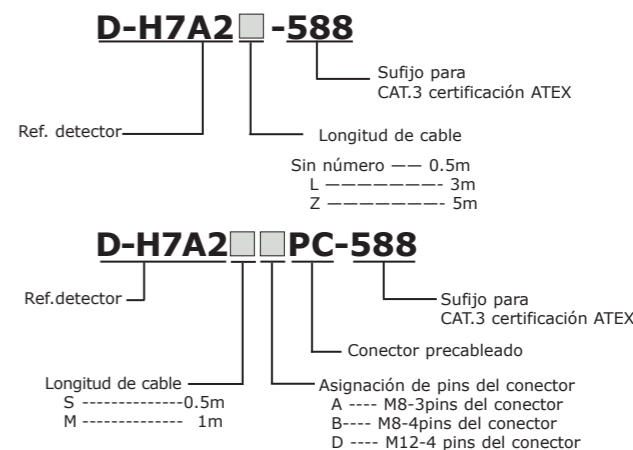 D-H7A2 -588
Sufijo para
CAT.3 certificación ATEX
Ref. detector
Longitud de cable
Sin número —— 0.5m
L ———————- 3m
Z ———————- 5m
D-H7A2 PC-588
Ref.detector
Sufijo para
CAT.3 certificación ATEX
Conector precableado
Longitud de cable
S --------------0.5m
M -------------- 1m
Asignación de pins del conector
A ---- M8-3pins del conector
B---- M8-4pins del conector
D ---- M12-4 pins del conector